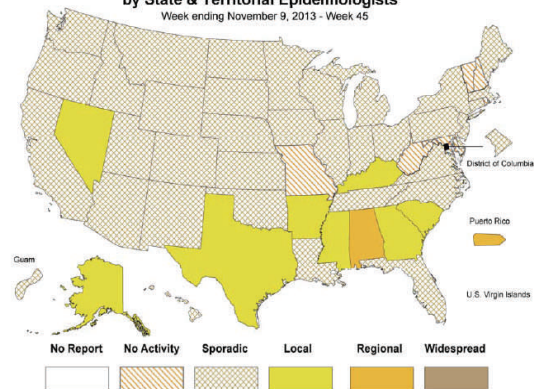 by State & Territorial Epidemiologists
Week ending November 9, 2013 - Week 45
District of Columbia
Puerto Rico
Guam
U.S. Virgin Islands
No Report No Activity Sporadic Local Regional Widespread